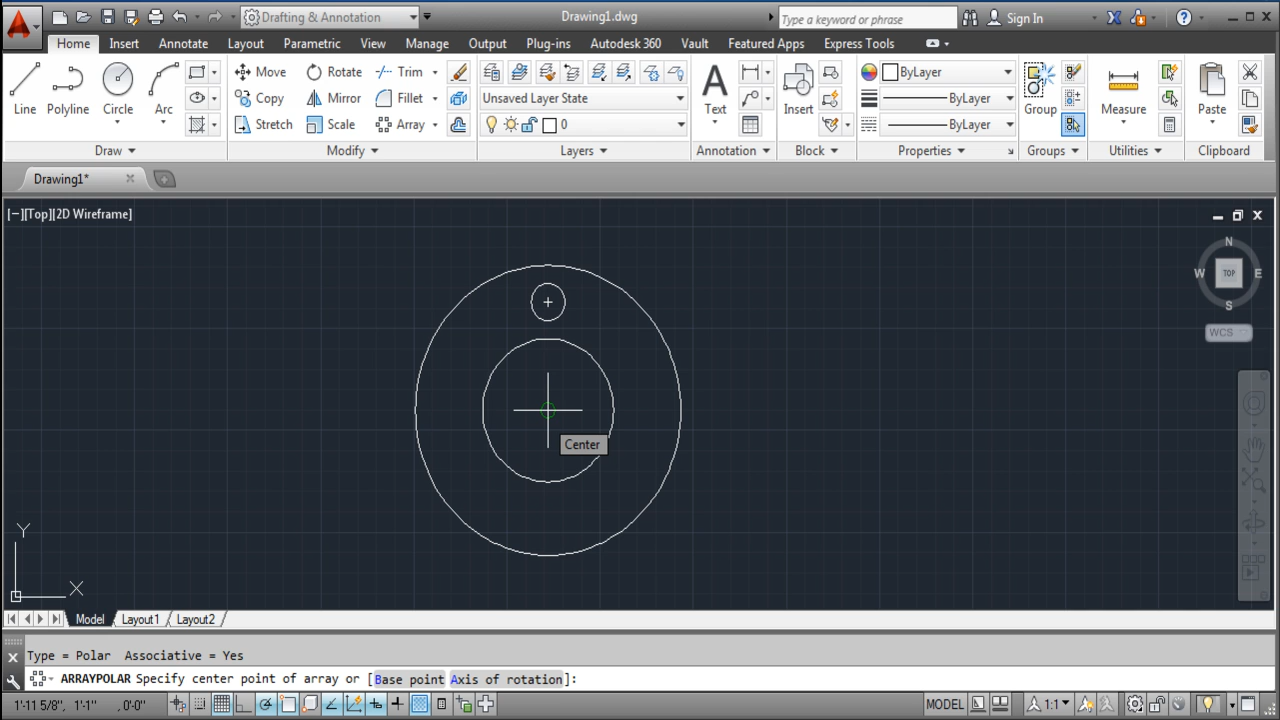 Drafting & Annotation
Drawing1.dwg
Type a keyword or phrase
Sign In
Home
Insert
Annotate
Layout
Parametric
View
Manage
Output
Plug-ins
Autodesk 360
Vault
Featured Apps
Express Tools
Line
Polyline
Circle
Arc
Move
Rotate
Trim
Copy
Mirror
Fillet
Stretch
Scale
Array
Unsaved Layer State
0
Text
Insert
ByLayer
ByLayer
ByLayer
Group
Measure
Paste
Draw
Modify
Layers
Annotation
Block
Properties
Groups
Utilities
Clipboard
Drawing1*
[−][Top][2D Wireframe]
N
W TOP E
S
WCS
Center
Y
X
Model
Layout1
Layout2
Type = Polar Associative = Yes
ARRAYPOLAR Specify center point of array or [Base point Axis of rotation]:
1'-11 5/8", 1'-1" ,0'-0"
MODEL
1:1